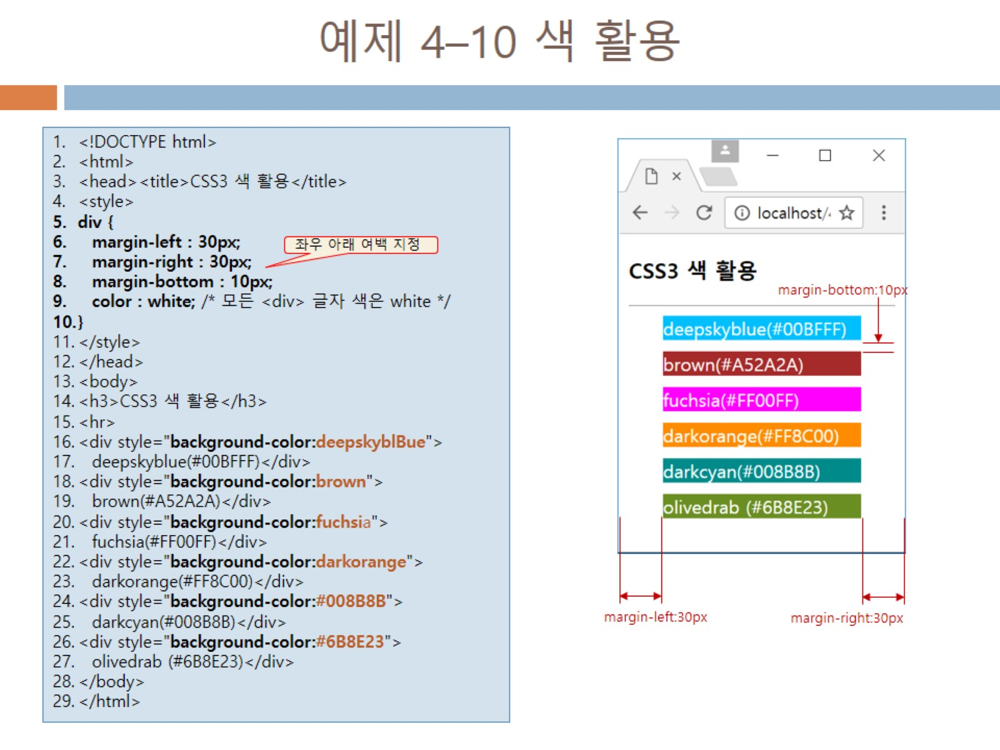 예제 4–10 색 활용
1. <!DOCTYPE html>
2. <html>
3. <head><title>CSS3 색 활용</title>
4. <style>
5. div {
6. margin-left : 30px;
좌우 아래 여백 지정
7. margin-right : 30px;
8. margin-bottom : 10px;
9. color : white; /* 모든 <div> 글자 색은 white */
10.}
11. </style>
12. </head>
13. <body>
14. <h3>CSS3 색 활용</h3>
15. <hr>
16. <div style="background-color:deepskyblBue">
17. deepskyblue(#00BFFF)</div>
18. <div style="background-color:brown">
19. brown(#A52A2A)</div>
20. <div style="background-color:fuchsia">
21. fuchsia(#FF00FF)</div>
22. <div style="background-color:darkorange">
23. darkorange(#FF8C00)</div>
24. <div style="background-color:#008B8B">
25. darkcyan(#008B8B)</div>
26. <div style="background-color:#6B8E23">
27. olivedrab (#6B8E23)</div>
28. </body>
29. </html>
localhost/
CSS3 색 활용
margin-bottom:10px
deepskyblue(#00BFFF)
brown(#A52A2A)
fuchsia(#FF00FF)
darkorange(#FF8C00)
darkcyan(#008B8B)
olivedrab (#6B8E23)
margin-left:30px
margin-right:30px